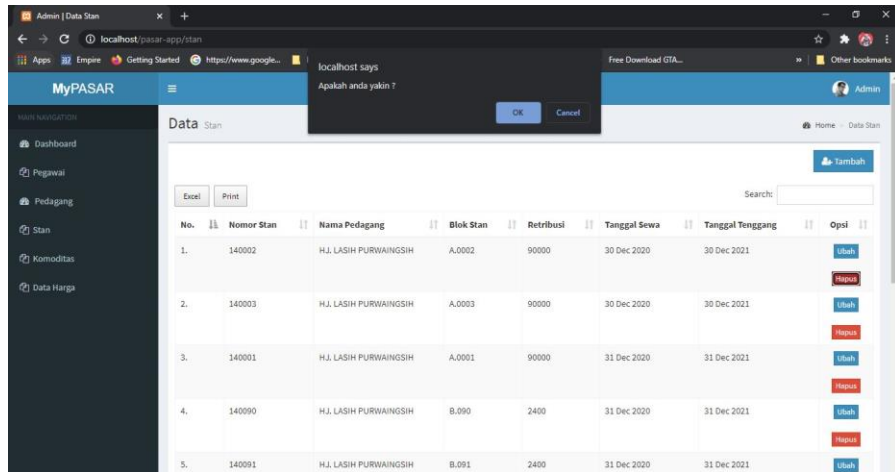 Admin | Data Stan
localhost/pasar-app/stan
Apps Empire Getting Started https://www.google... Free Download GTA... Other bookmarks
localhost says
Apakah anda yakin ?
OK Cancel
MyPASAR Admin
MAIN NAVIGATION
Dashboard
Pegawai
Pedagang
Stan
Komoditas
Data Harga
Data Stan
Home Data Stan
Tambah
Excel Print Search:
No. Nomor Stan Nama Pedagang Blok Stan Retribusi Tanggal Sewa Tanggal Tenggang Opsi
1. 140002 HJ. LASIH PURWAINGSIH A.0002 90000 30 Dec 2020 30 Dec 2021 Ubah
Hapus
2. 140003 HJ. LASIH PURWAINGSIH A.0003 90000 30 Dec 2020 30 Dec 2021 Ubah
Hapus
3. 140001 HJ. LASIH PURWAINGSIH A.0001 90000 31 Dec 2020 31 Dec 2021 Ubah
Hapus
4. 140090 HJ. LASIH PURWAINGSIH B.090 2400 31 Dec 2020 31 Dec 2021 Ubah
Hapus
5. 140091 HJ. LASIH PURWAINGSIH B.091 2400 31 Dec 2020 31 Dec 2021 Ubah